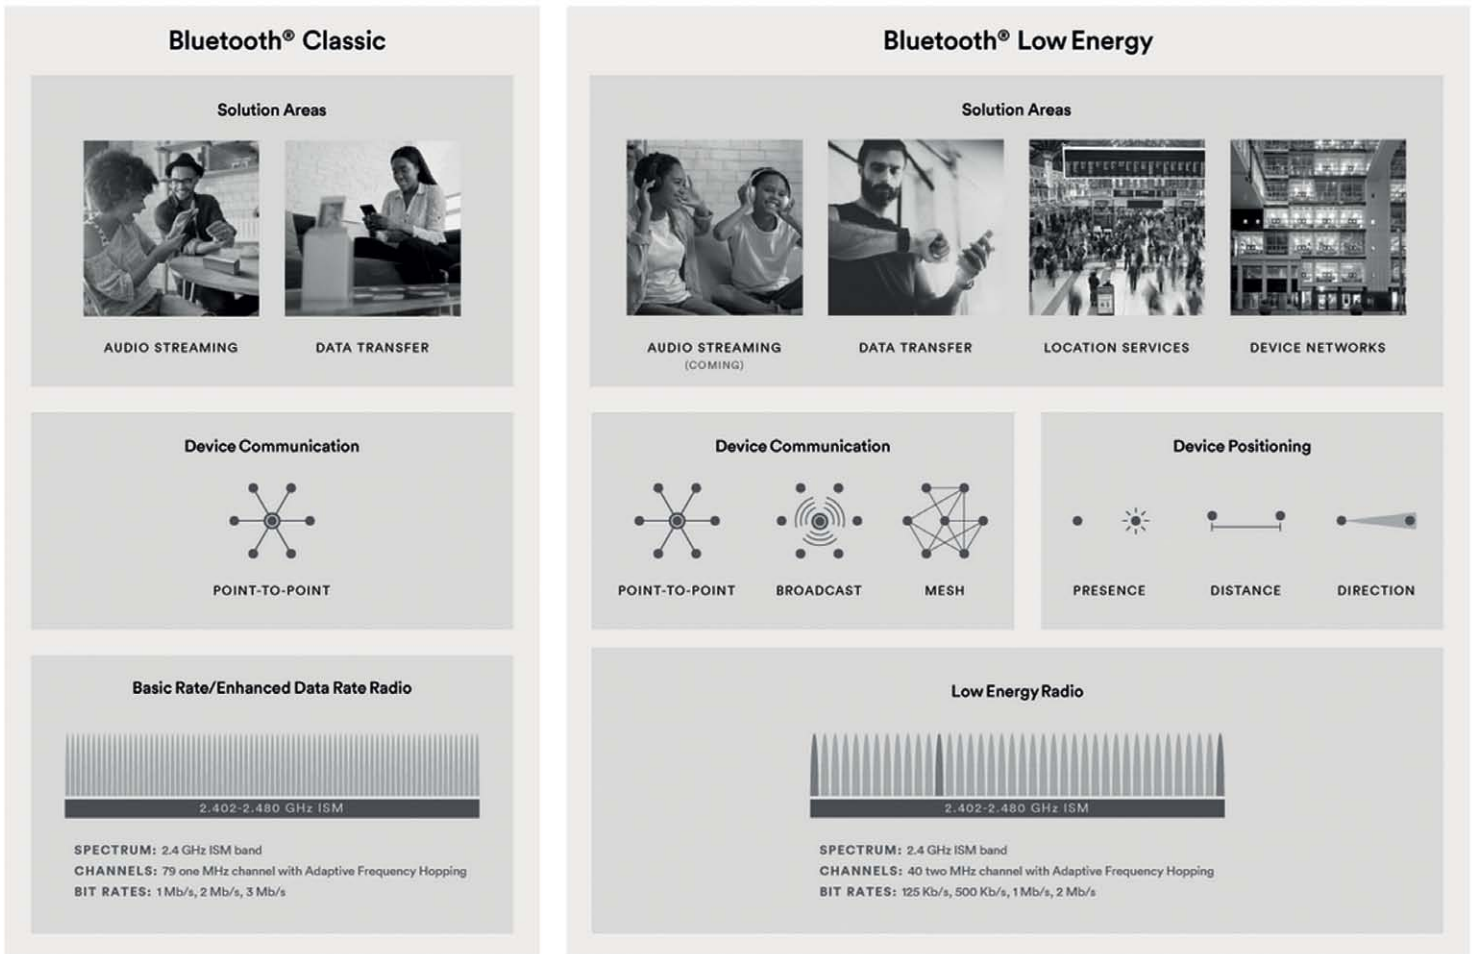 Bluetooth® Classic
Solution Areas
AUDIO STREAMING
DATA TRANSFER
Device Communication
POINT-TO-POINT
Basic Rate/Enhanced Data Rate Radio
2.402-2.480 GHz ISM
SPECTRUM: 2.4 GHz ISM band
CHANNELS: 79 one MHz channel with Adaptive Frequency Hopping
BIT RATES: 1 Mb/s, 2 Mb/s, 3 Mb/s
Bluetooth® Low Energy
Solution Areas
AUDIO STREAMING
(COMING)
DATA TRANSFER
LOCATION SERVICES
DEVICE NETWORKS
Device Communication
POINT-TO-POINT
BROADCAST
MESH
Device Positioning
PRESENCE
DISTANCE
DIRECTION
Low Energy Radio
2.402-2.480 GHz ISM
SPECTRUM: 2.4 GHz ISM band
CHANNELS: 40 two MHz channel with Adaptive Frequency Hopping
BIT RATES: 125 Kb/s, 500 Kb/s, 1 Mb/s, 2 Mb/s